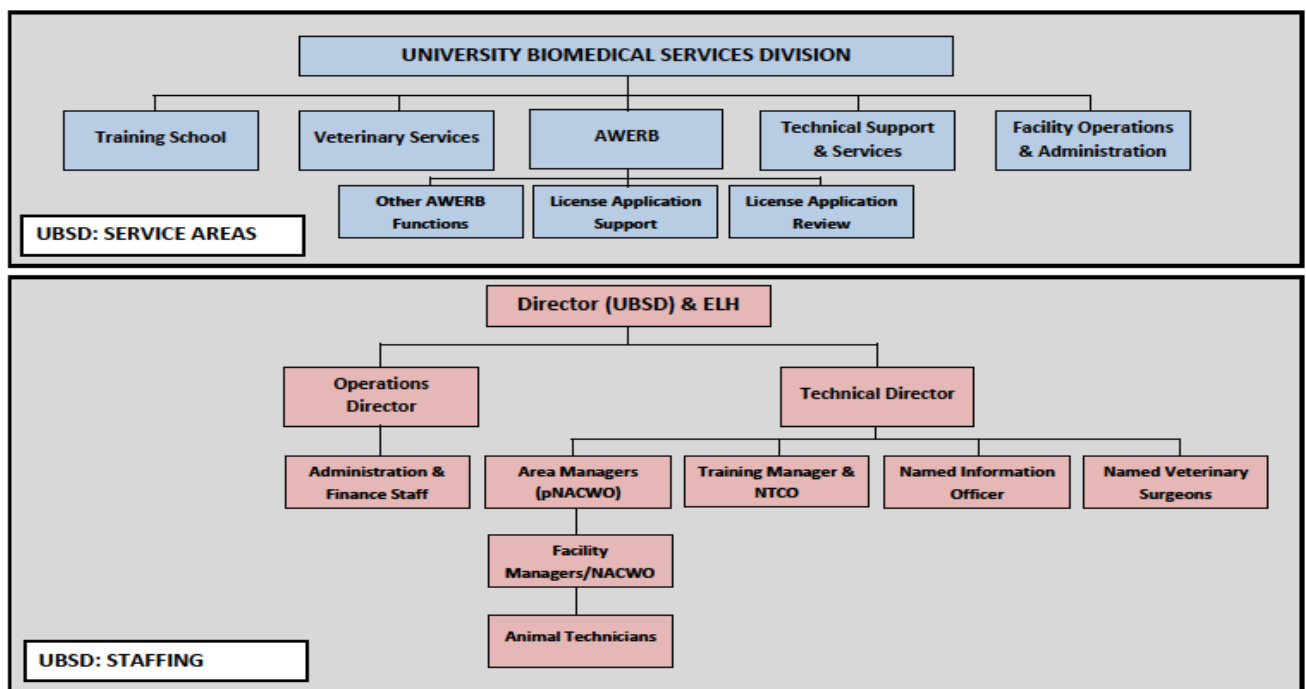 UNIVERSITY BIOMEDICAL SERVICES DIVISION
Training School
Veterinary Services
AWERB
Technical Support
& Services
Facility Operations
& Administration
Other AWERB
Functions
License Application
Support
License Application
Review
UBSD: SERVICE AREAS
Director (UBSD) & ELH
Operations
Director
Technical Director
Administration &
Finance Staff
Area Managers
(pNACWO)
Training Manager &
NTCO
Named Information
Officer
Named Veterinary
Surgeons
Facility
Managers/NACWO
Animal Technicians
UBSD: STAFFING